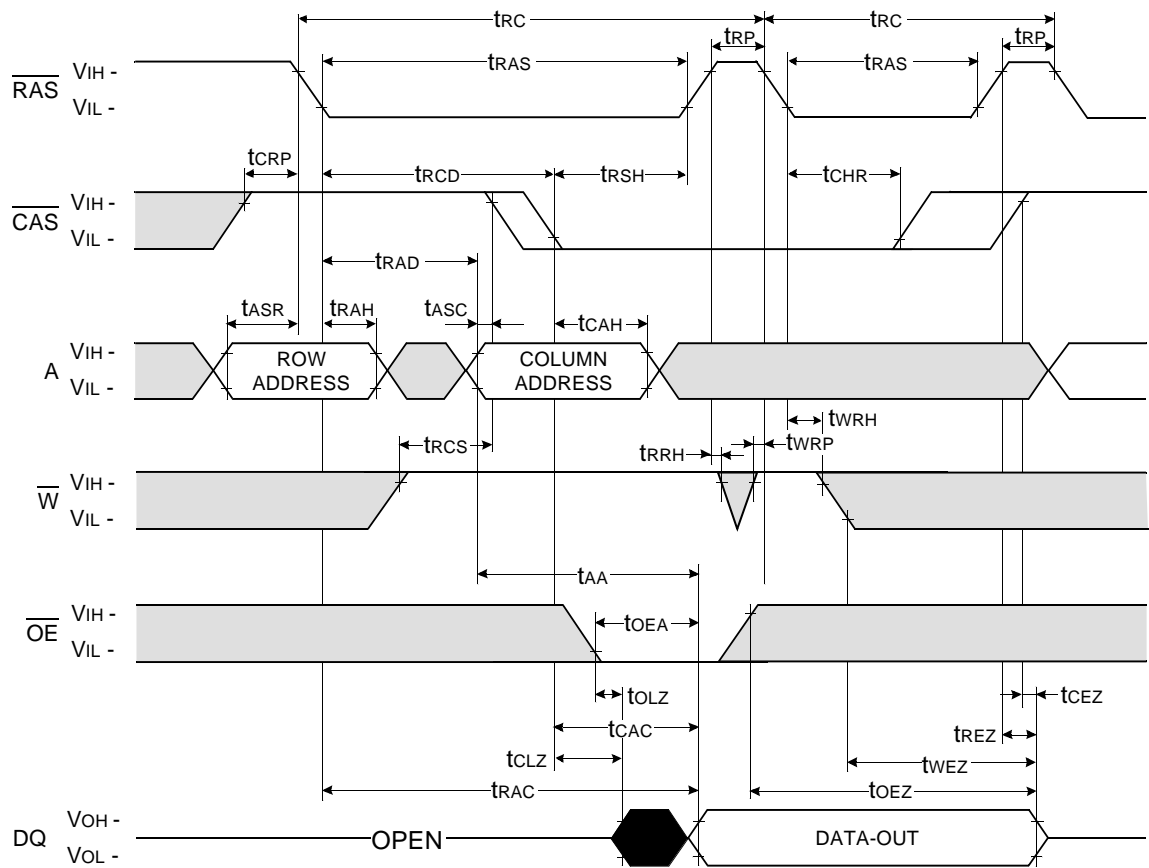 tRC tRC
tRP tRP
tRAS tRAS
RAS
VIH -
VIL -
tCRP tRCD tRSH tCHR
CAS
VIH -
VIL -
tRAD
tASR tRAH tASC tCAH
A
VIH -
VIL -
ROW
ADDRESS
COLUMN
ADDRESS
tWRH
tRCS tRRH tWRP
W
VIH -
VIL -
tAA
OE
VIH -
VIL -
tOEA
tOLZ tCEZ
tCAC tREZ
tCLZ tWEZ
tRAC tOEZ
DQ
VOH -
VOL -
OPEN
DATA-OUT